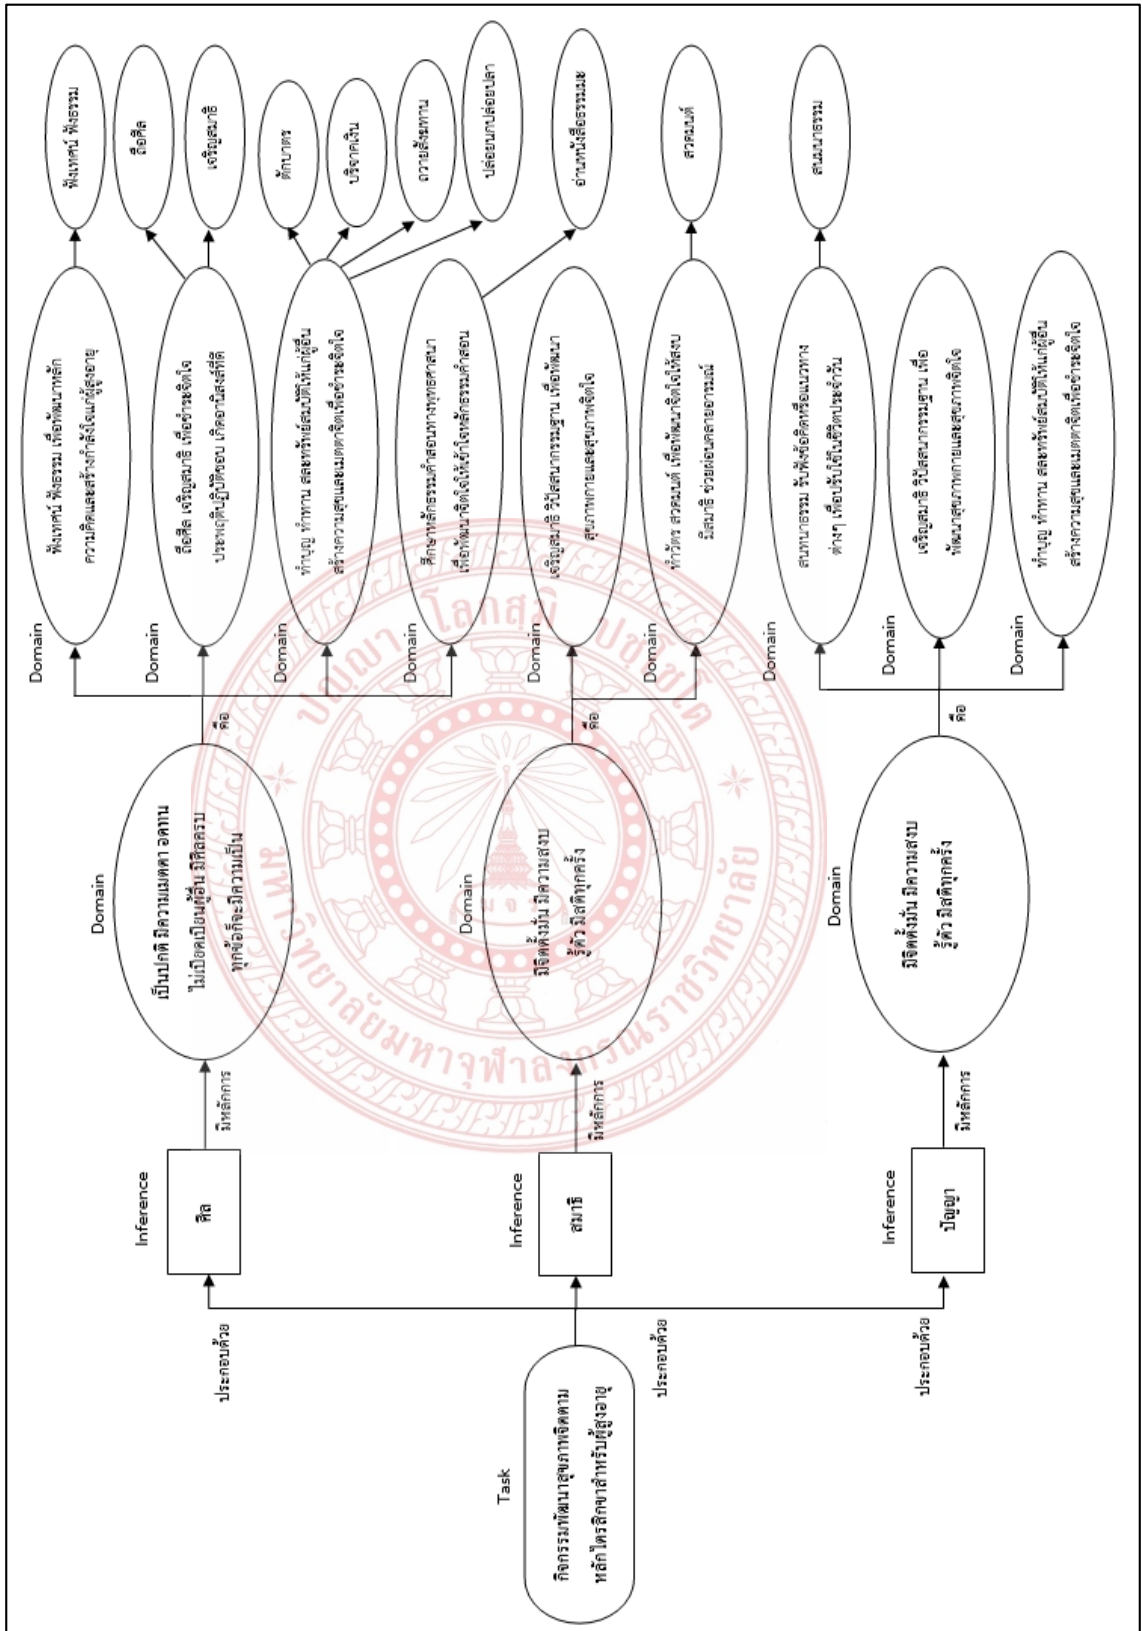 Task
กิจกรรมพัฒนาสุขภาพจิตตาม
หลักไตรสิกขาสำหรับผู้สูงอายุ
ประกอบด้วย
ประกอบด้วย
ประกอบด้วย
Inference
ศีล
มีหลักการ
Domain
เป็นปกติ มีความเมตตา อดทน
ไม่เบียดเบียนผู้อื่น มีศีลครบ
ทุกข้อก็จะมีความเป็น
คือ
Domain
ฟังเทศน์ ฟังธรรม เพื่อพัฒนาหลัก
ความคิดและสร้างกำลังใจแก่ผู้สูงอายุ
ฟังเทศน์ ฟังธรรม
Domain
ถือศีล เจริญสมาธิ เพื่อชำระจิตใจ
ประพฤติปฏิบัติชอบ เกิดอานิสงส์ที่ดี
ถือศีล
เจริญสมาธิ
Domain
ทำบุญ ทำทาน สละทรัพย์สมบัติให้แก่ผู้อื่น
สร้างความสุขและเมตตาจิตเพื่อชำระจิตใจ
ตักบาตร
บริจาคเงิน
ถวายสังฆทาน
ปล่อยนกปล่อยปลา
Domain
ศึกษาหลักธรรมคำสอนทางพุทธศาสนา
เพื่อพัฒนาจิตใจให้เข้าใจหลักธรรมคำสอน
อ่านหนังสือธรรมมะ
Inference
สมาธิ
มีหลักการ
Domain
มีจิตตั้งมั่น มีความสงบ
รู้ตัว มีสติทุกครั้ง
คือ
Domain
เจริญสมาธิ วิปัสสนากรรมฐาน เพื่อพัฒนา
สุขภาพกายและสุขภาพจิตใจ
Domain
ทำวัตร สวดมนต์ เพื่อพัฒนาจิตใจให้สงบ
มีสมาธิ ช่วยผ่อนคลายอารมณ์
สวดมนต์
Inference
ปัญญา
มีหลักการ
Domain
มีจิตตั้งมั่น มีความสงบ
รู้ตัว มีสติทุกครั้ง
คือ
Domain
สนทนาธรรม รับฟังข้อคิดหรือแนวทาง
ต่างๆ เพื่อปรับใช้ในชีวิตประจำวัน
สนมนาธรรม
Domain
เจริญสมาธิ วิปัสสนากรรมฐาน เพื่อ
พัฒนาสุขภาพกายและสุขภาพจิตใจ
Domain
ทำบุญ ทำทาน สละทรัพย์สมบัติให้แก่ผู้อื่น
สร้างความสุขและเมตตาจิตเพื่อชำระจิตใจ
ปญฺญา โลกสฺมิ ปชฺโชโต
มหาวิทยาลัยมหาจุฬาลงกรณราชวิทยาลัย